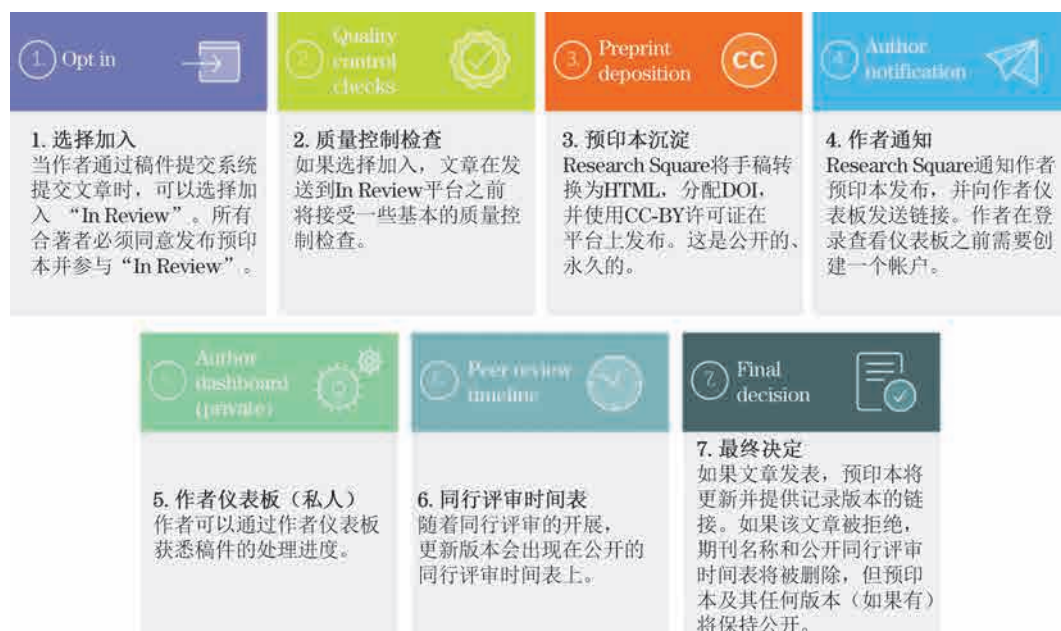 1. Opt in
2. Quality
control
checks
3. Preprint
deposition
CC
4. Author
notification
1. 选择加入
当作者通过稿件提交系统
提交文章时，可以选择加
入 “In Review”。所有
合著者必须同意发布预印
本并参与“In Review”。
2. 质量控制检查
如果选择加入，文章在发
送到In Review平台之前
将接受一些基本的质量控
制检查。
3. 预印本沉淀
Research Square将手稿转
换为HTML，分配DOI，
并使用CC-BY许可证在
平台上发布。这是公开的、
永久的。
4. 作者通知
Research Square通知作者
预印本发布，并向作者仪
表板发送链接。作者在登
录查看仪表板之前需要创
建一个帐户。
Author
dashboard
(private)
Peer review
timeline
7. Final
decision
5. 作者仪表板（私人）
作者可以通过作者仪表板
获悉稿件的处理进度。
6. 同行评审时间表
随着同行评审的开展，
更新版本会出现在公开的
同行评审时间表上。
7. 最终决定
如果文章发表，预印本将
更新并提供记录版本的链
接。如果该文章被拒绝，
期刊名称和公开同行评审
时间表将被删除，但预印
本及其任何版本（如果有）
将保持公开。